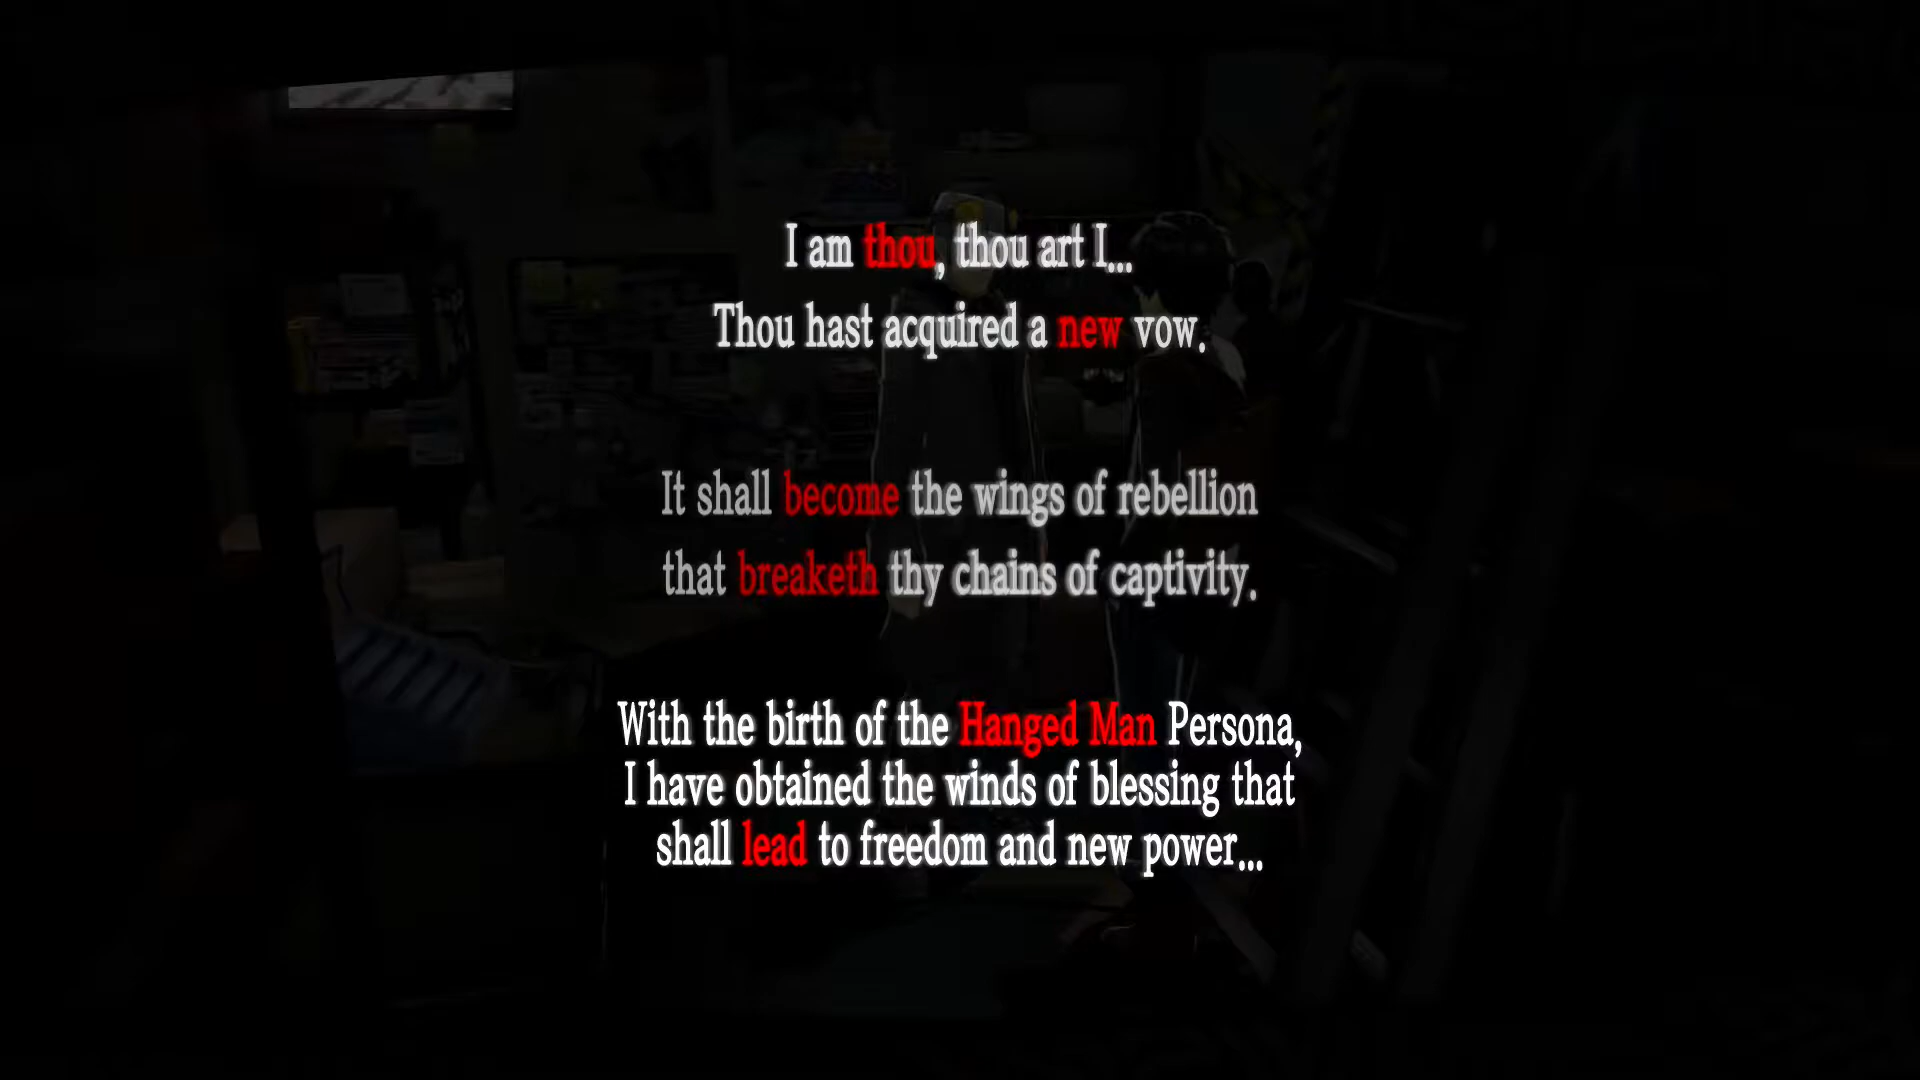 I am thou, thou art I...
Thou hast acquired a new vow.
It shall become the wings of rebellion
that breaketh thy chains of captivity.
With the birth of the Hanged Man Persona,
I have obtained the winds of blessing that
shall lead to freedom and new power...